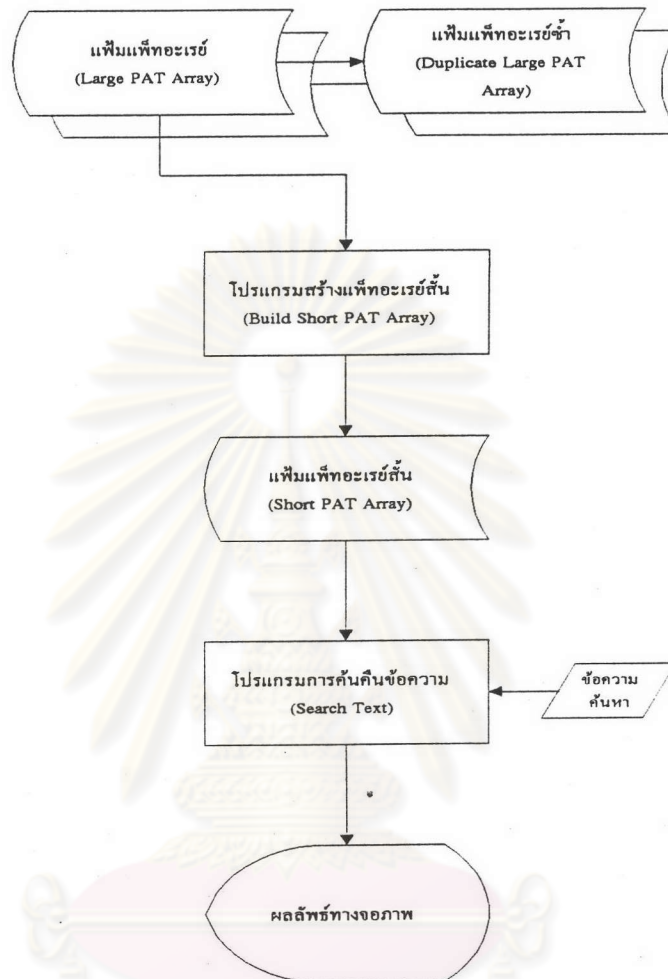 แฟ้มแพ็ทอะเรย์
(Large PAT Array)
แฟ้มแพ็ทอะเรย์ซ้ำ
(Duplicate Large PAT
Array)
โปรแกรมสร้างแพ็ทอะเรย์สั้น
(Build Short PAT Array)
แฟ้มแพ็ทอะเรย์สั้น
(Short PAT Array)
โปรแกรมการค้นคืนข้อความ
(Search Text)
ข้อความ
ค้นหา
ผลลัพธ์ทางจอภาพ